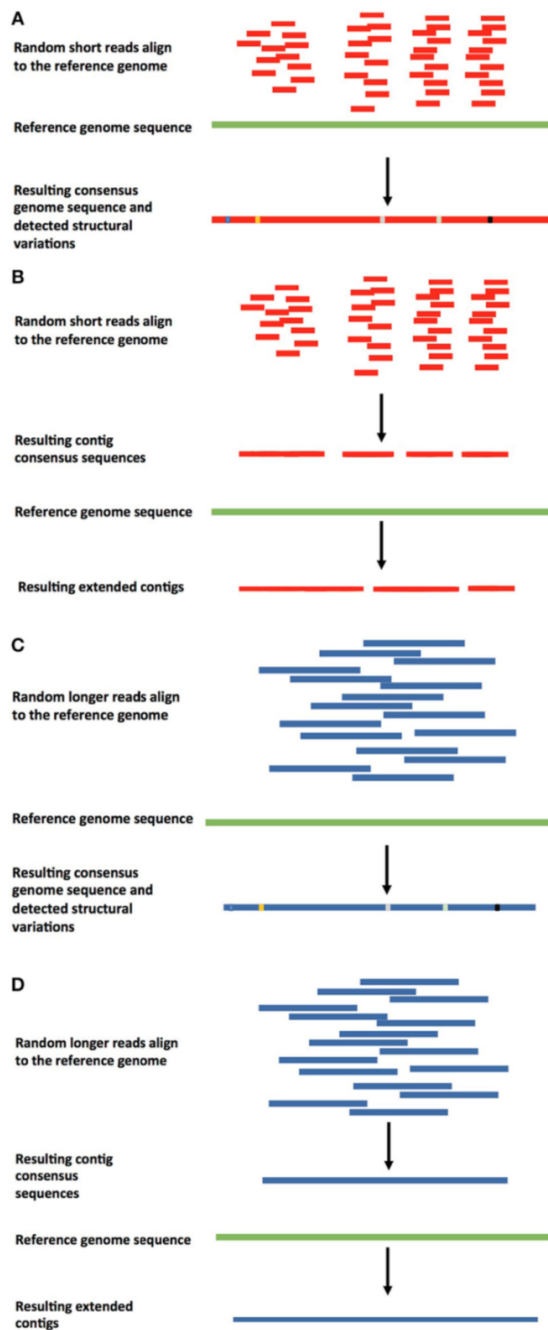 A
Random short reads align
to the reference genome
Reference genome sequence
Resulting consensus
genome sequence and
detected structural
variations
B
Random short reads align
to the reference genome
Resulting contig
consensus sequences
Reference genome sequence
Resulting extended contigs
C
Random longer reads align
to the reference genome
Reference genome sequence
Resulting consensus
genome sequence and
detected structural
variations
D
Random longer reads align
to the reference genome
Resulting contig
consensus
sequences
Reference genome sequence
Resulting extended
contigs